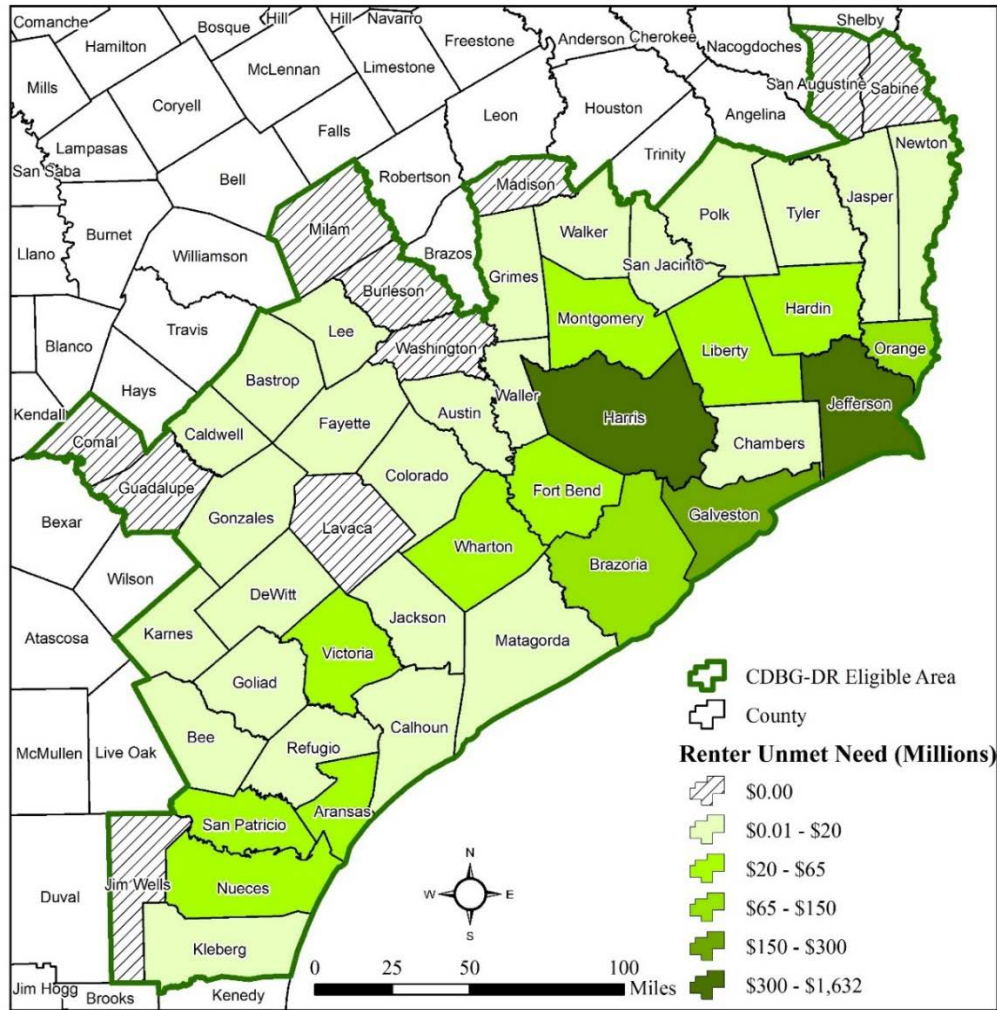 Comanche
Bosque
Hill
Hill
Navarro
Shelby
Hamilton
Freestone
Anderson
Cherokee
Nacogdoches
McLennan
Limestone
San Augustine
Sabine
Mills
Coryell
Leon
Houston
Angelina
Falls
Lampasas
Trinity
Newton
San Saba
Bell
Robertson
Madison
Jasper
Burnet
Milam
Walker
Polk
Tyler
Llano
Williamson
Brazos
Grimes
San Jacinto
Burleson
Hardin
Travis
Lee
Montgomery
Blanco
Washington
Liberty
Orange
Hays
Bastrop
Waller
Jefferson
Kendall
Caldwell
Fayette
Austin
Harris
Comal
Chambers
Guadalupe
Colorado
Fort Bend
Galveston
Bexar
Gonzales
Lavaca
Wharton
Brazoria
Wilson
DeWitt
Jackson
Atascosa
Karnes
Victoria
Matagorda
Goliad
Calhoun
McMullen
Live Oak
Bee
Refugio
San Patricio
Aransas
Duval
Jim Wells
Nueces
Kleberg
Jim Hogg
Brooks
Kenedy
CDBG-DR Eligible Area
County
Renter Unmet Need (Millions)
$0.00
$0.01 - $20
$20 - $65
$65 - $150
$150 - $300
$300 - $1,632
N
W E
S
0 25 50 100
Miles